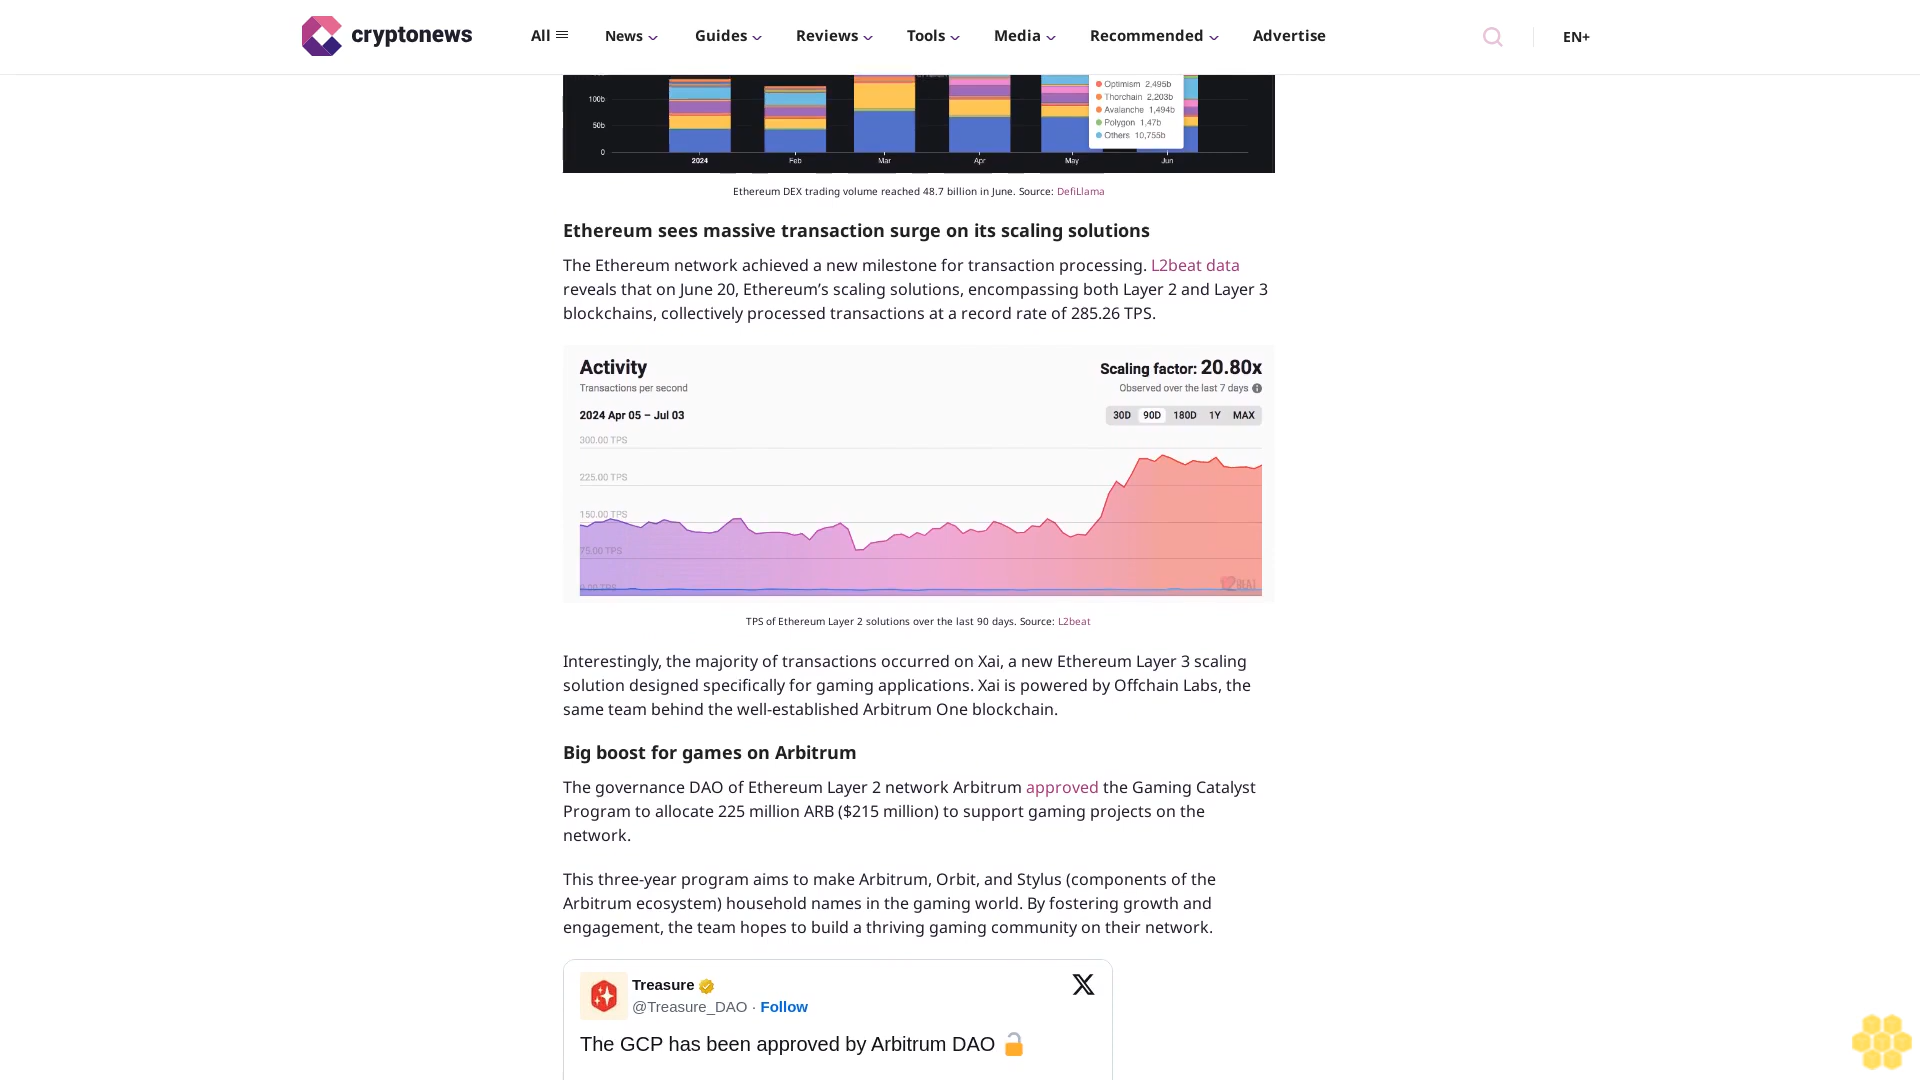 cryptonews
All
News
Guides
Reviews
Tools
Media
Recommended
Advertise
EN+
Optimism 2,495b
Thorchain 2,203b
Avalanche 1,494b
Polygon 1,47b
Others 10,755b
100b
50b
0
2024
Feb
Mar
Apr
May
Jun
Ethereum DEX trading volume reached 48.7 billion in June. Source: DefiLlama
Ethereum sees massive transaction surge on its scaling solutions
The Ethereum network achieved a new milestone for transaction processing. L2beat data
reveals that on June 20, Ethereum’s scaling solutions, encompassing both Layer 2 and Layer 3
blockchains, collectively processed transactions at a record rate of 285.26 TPS.
Activity
Scaling factor: 20.80x
Transactions per second
Observed over the last 7 days
2024 Apr 05 – Jul 03
30D 90D 180D 1Y MAX
300.00 TPS
225.00 TPS
150.00 TPS
75.00 TPS
0.00 TPS
L2BEAT
TPS of Ethereum Layer 2 solutions over the last 90 days. Source: L2beat
Interestingly, the majority of transactions occurred on Xai, a new Ethereum Layer 3 scaling
solution designed specifically for gaming applications. Xai is powered by Offchain Labs, the
same team behind the well-established Arbitrum One blockchain.
Big boost for games on Arbitrum
The governance DAO of Ethereum Layer 2 network Arbitrum approved the Gaming Catalyst
Program to allocate 225 million ARB ($215 million) to support gaming projects on the
network.
This three-year program aims to make Arbitrum, Orbit, and Stylus (components of the
Arbitrum ecosystem) household names in the gaming world. By fostering growth and
engagement, the team hopes to build a thriving gaming community on their network.
Treasure
@Treasure_DAO · Follow
The GCP has been approved by Arbitrum DAO 🔓